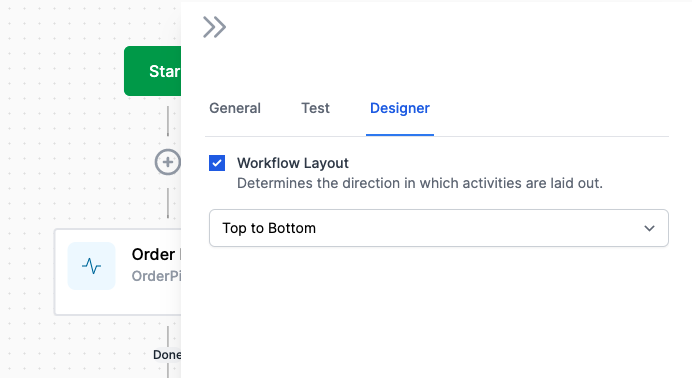 Star
General Test Designer
Workflow Layout
Determines the direction in which activities are laid out.
Top to Bottom
Order
OrderPi
Done